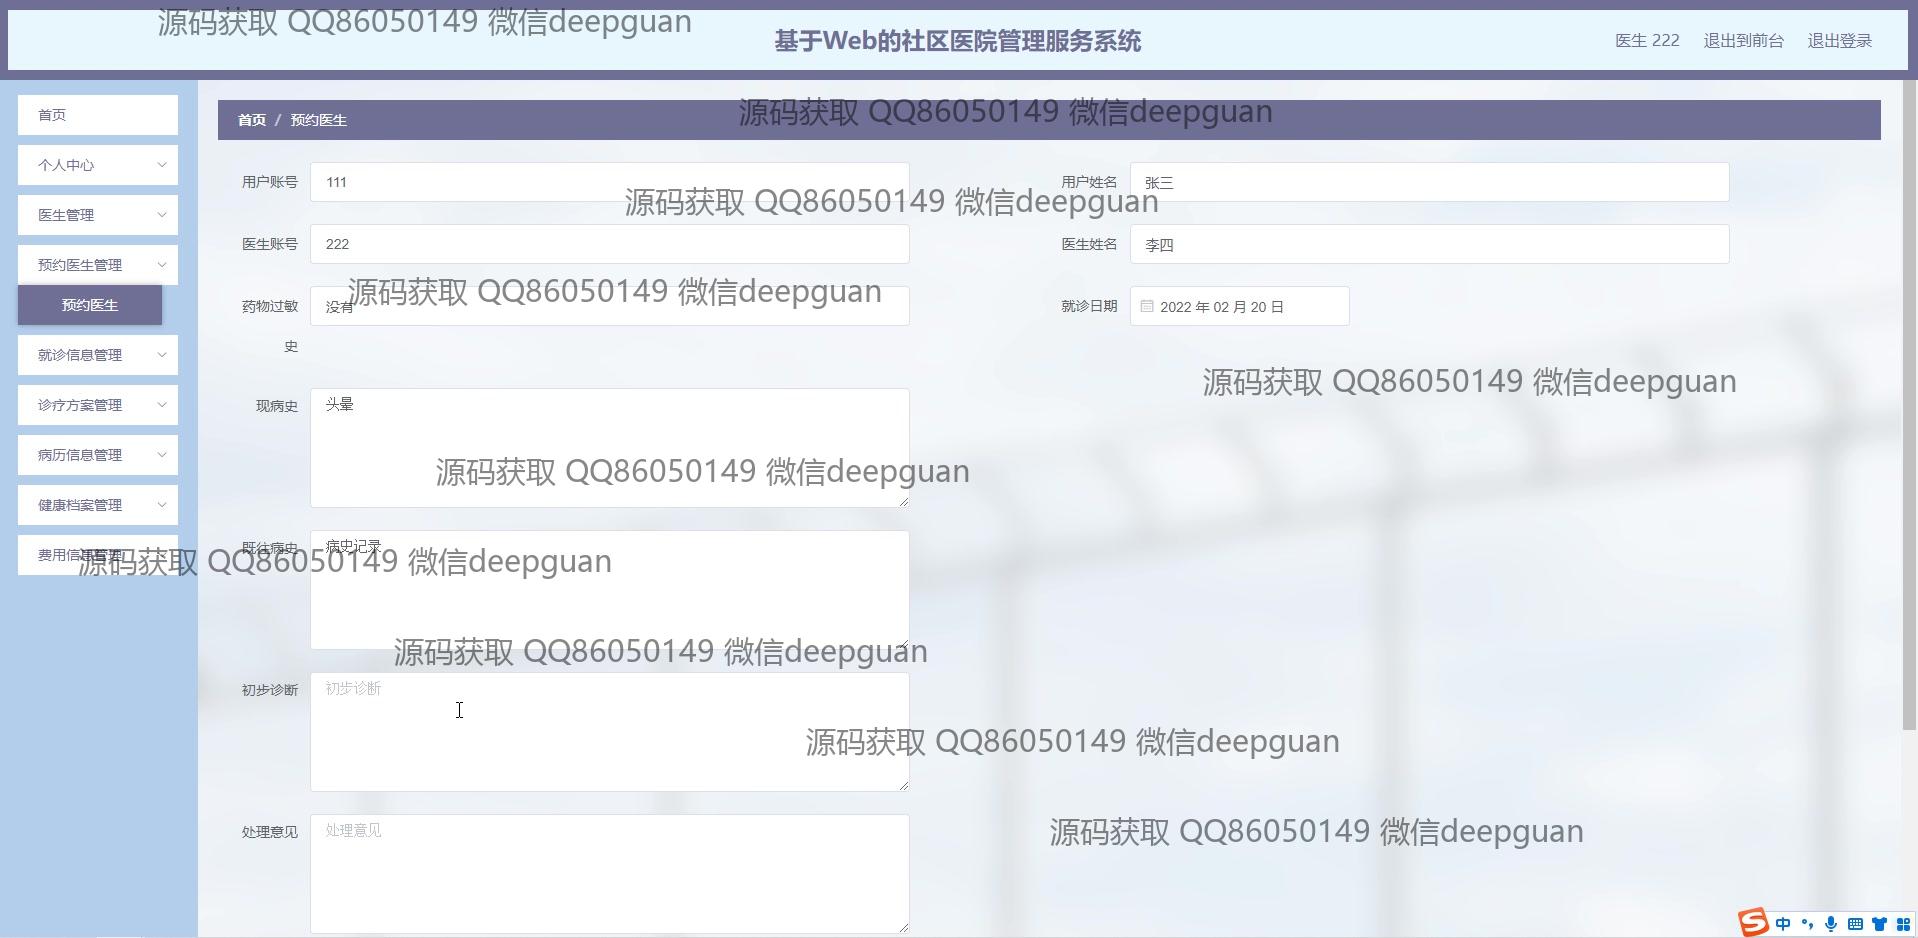 源码获取 QQ86050149 微信deepguan
基于Web的社区医院管理服务系统
医生 222 退出到前台 退出登录
首页
个人中心
医生管理
预约医生管理
预约医生
就诊信息管理
诊疗方案管理
病历信息管理
健康档案管理
费用信息管理
首页 / 预约医生
源码获取 QQ86050149 微信deepguan
用户账号 111
用户姓名 张三
源码获取 QQ86050149 微信deepguan
医生账号 222
医生姓名 李四
源码获取 QQ86050149 微信deepguan
药物过敏史 没有
就诊日期 2022 年 02 月 20 日
源码获取 QQ86050149 微信deepguan
现病史 头晕
源码获取 QQ86050149 微信deepguan
既往病史 病史记录
源码获取 QQ86050149 微信deepguan
源码获取 QQ86050149 微信deepguan
初步诊断 初步诊断
源码获取 QQ86050149 微信deepguan
处理意见 处理意见
源码获取 QQ86050149 微信deepguan
S 中